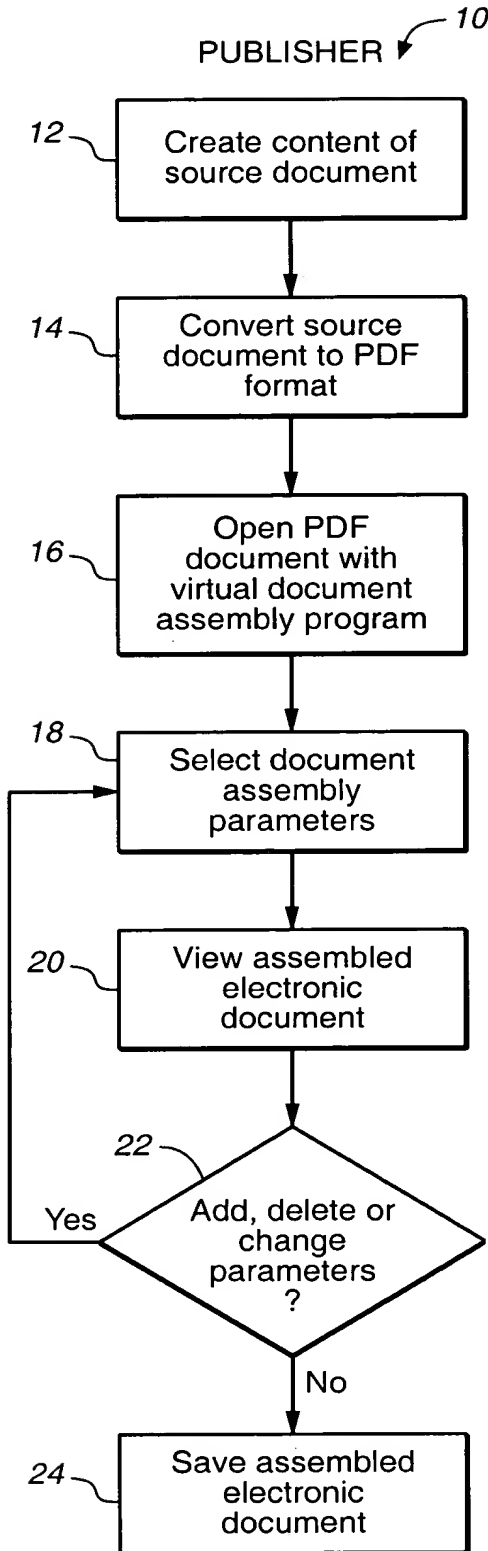 10
PUBLISHER
12
Create content of
source document
14
Convert source
document to PDF
format
16
Open PDF
document with
virtual document
assembly program
18
Select document
assembly
parameters
20
View assembled
electronic
document
22
Yes
Add, delete or
change
parameters
?
No
24
Save assembled
electronic
document